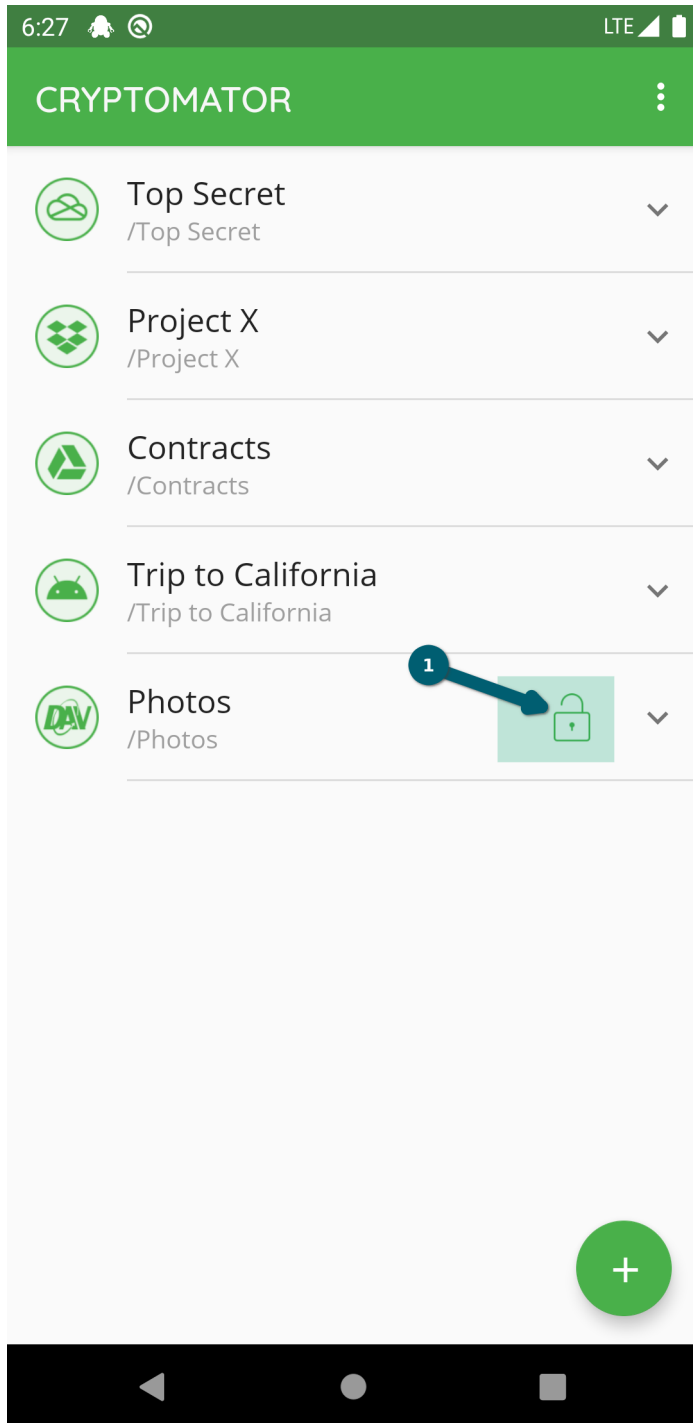 6:27 LTE
CRYPTOMATOR
Top Secret
/Top Secret
Project X
/Project X
Contracts
/Contracts
Trip to California
/Trip to California
1
DAV
Photos
/Photos
+